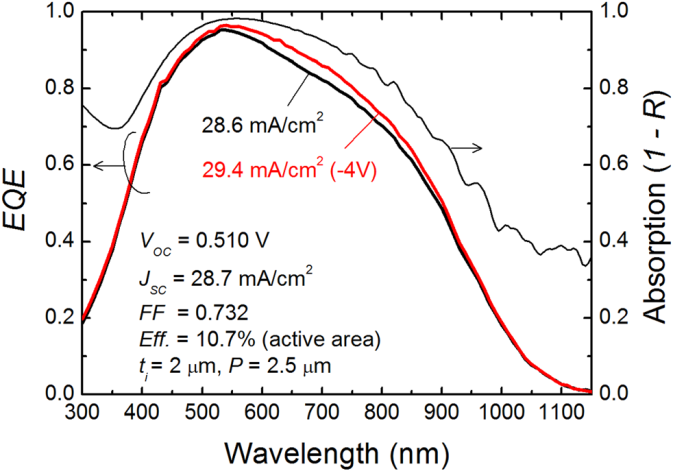 1.0
0.8
0.6
0.4
0.2
0.0
EQE
1.0
0.8
0.6
0.4
0.2
0.0
Absorption (1 - R)
28.6 mA/cm²
29.4 mA/cm² (-4V)
V_OC = 0.510 V
J_SC = 28.7 mA/cm²
FF = 0.732
Eff. = 10.7% (active area)
t_i = 2 μm, P = 2.5 μm
300 400 500 600 700 800 900 1000 1100
Wavelength (nm)